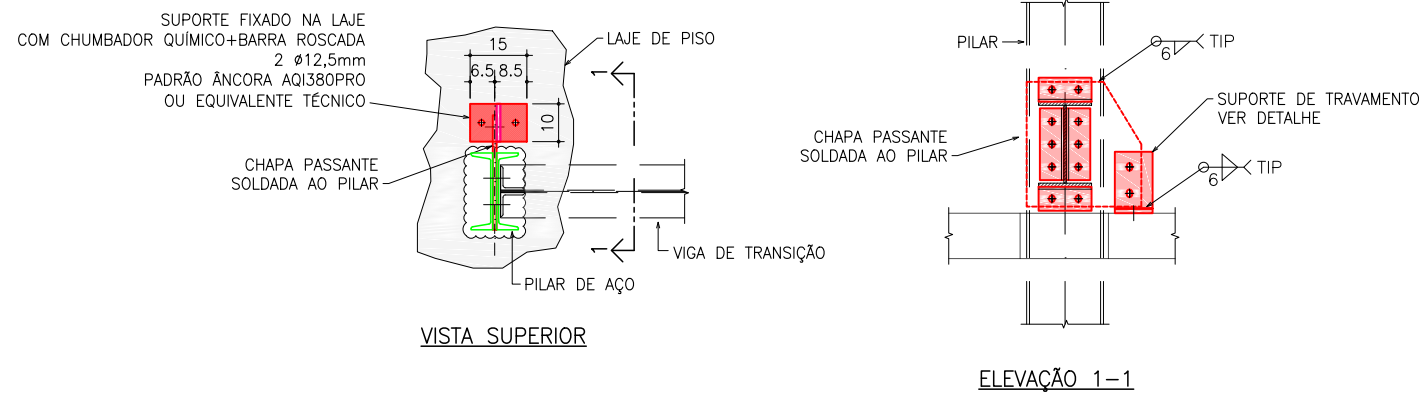 SUPORTE FIXADO NA LAJE
COM CHUMBADOR QUÍMICO+BARRA ROSCADA
2 Ø12,5mm
PADRÃO ÂNCORA AQI380PRO
OU EQUIVALENTE TÉCNICO
CHAPA PASSANTE
SOLDADA AO PILAR
15
6.5 8.5
10
LAJE DE PISO
1
1
VIGA DE TRANSIÇÃO
PILAR DE AÇO
VISTA SUPERIOR
PILAR
6 TIP
CHAPA PASSANTE
SOLDADA AO PILAR
SUPORTE DE TRAVAMENTO
VER DETALHE
6 TIP
ELEVAÇÃO 1-1